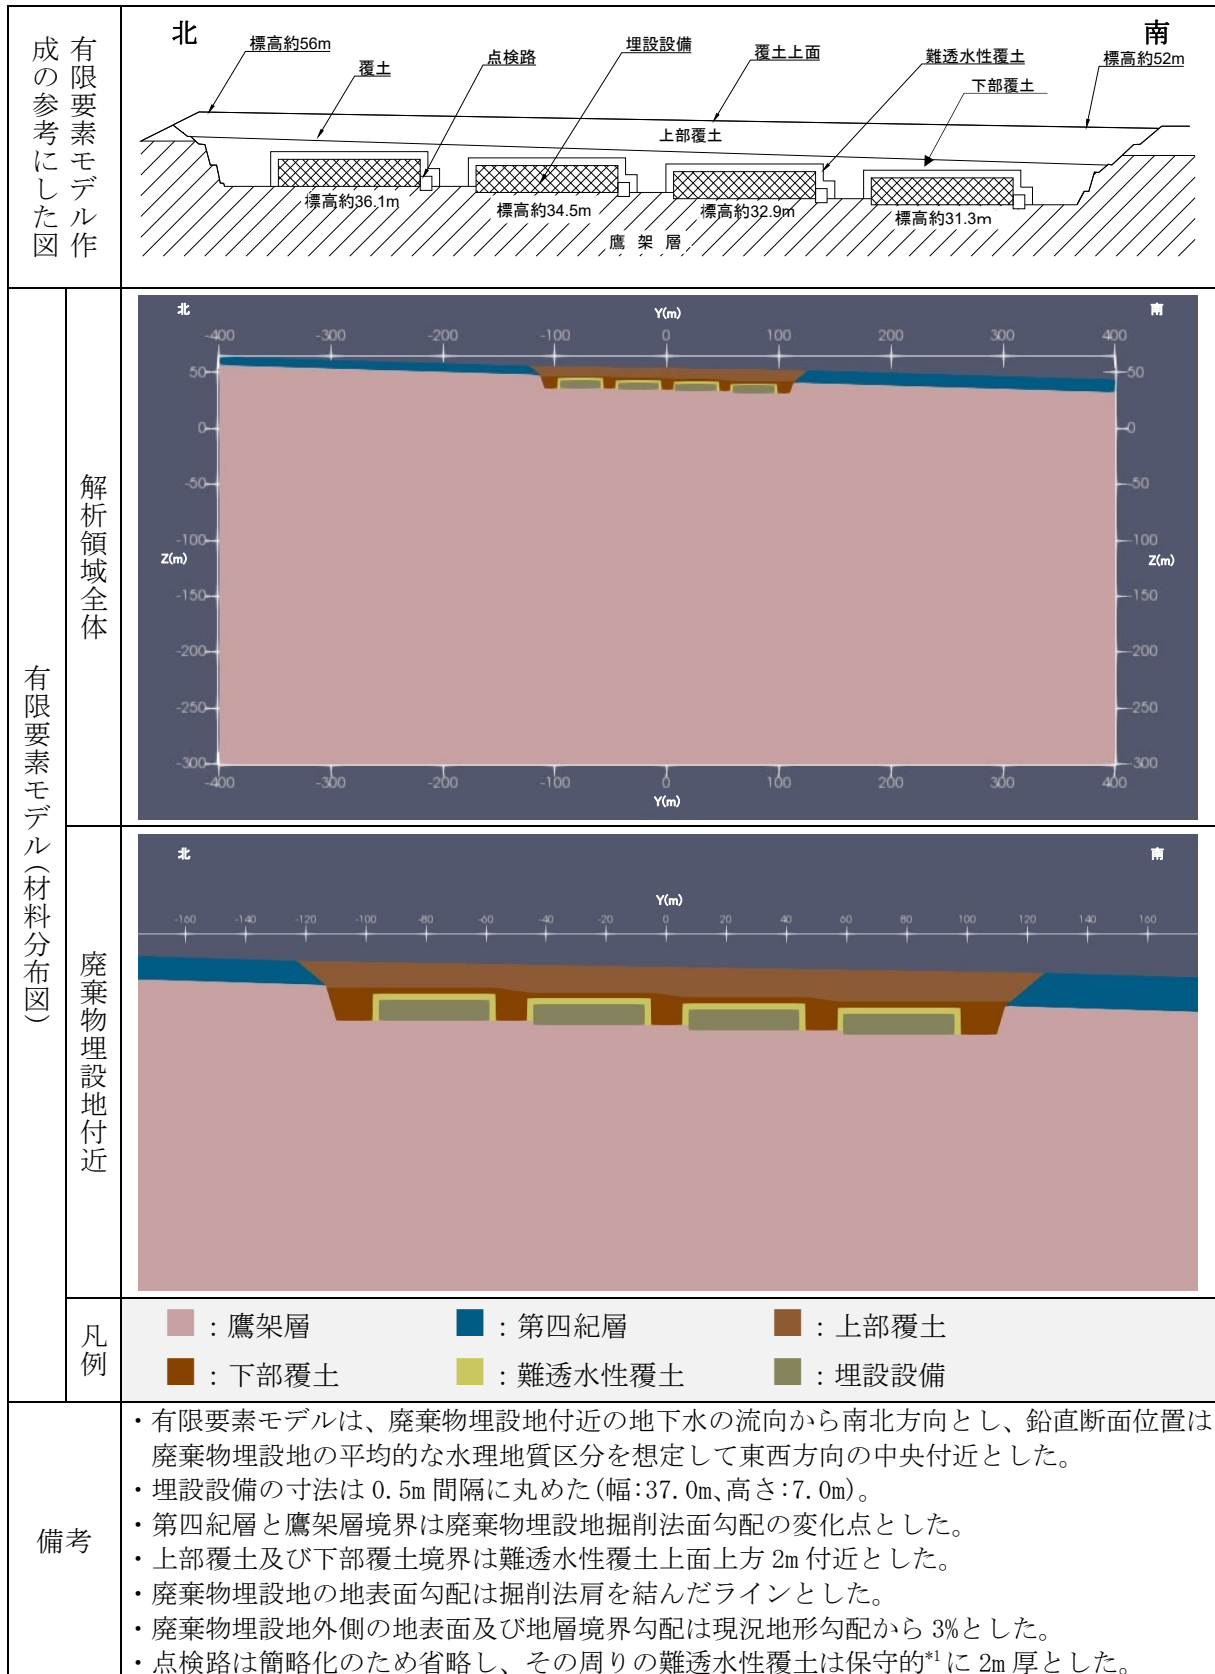 有限要素モデル作
成の参考にした図
北
南
標高約56m
覆土
点検路
埋設設備
覆土上面
難透水性覆土
標高約52m
下部覆土
上部覆土
標高約36.1m
標高約34.5m
標高約32.9m
標高約31.3m
鷹架層
有限要素モデル（材料分布図）
解析領域全体
北
南
Y(m)
-400 -300 -200 -100 0 100 200 300 400
50 50
0 0
-50 -50
-100 -100
Z(m) Z(m)
-150 -150
-200 -200
-250 -250
-300 -300
-400 -300 -200 -100 0 100 200 300 400
Y(m)
廃棄物埋設地付近
北
南
Y(m)
-160 -140 -120 -100 -80 -60 -40 -20 0 20 40 60 80 100 120 140 160
凡例
：鷹架層 ：第四紀層 ：上部覆土
：下部覆土 ：難透水性覆土 ：埋設設備
備考
・有限要素モデルは、廃棄物埋設地付近の地下水の流向から南北方向とし、鉛直断面位置は
廃棄物埋設地の平均的な水理地質区分を想定して東西方向の中央付近とした。
・埋設設備の寸法は 0.5m 間隔に丸めた(幅:37.0m、高さ:7.0m)。
・第四紀層と鷹架層境界は廃棄物埋設地掘削法面勾配の変化点とした。
・上部覆土及び下部覆土境界は難透水性覆土上面上方 2m 付近とした。
・廃棄物埋設地の地表面勾配は掘削法肩を結んだラインとした。
・廃棄物埋設地外側の地表面及び地層境界勾配は現況地形勾配から 3%とした。
・点検路は簡略化のため省略し、その周りの難透水性覆土は保守的*1に 2m 厚とした。